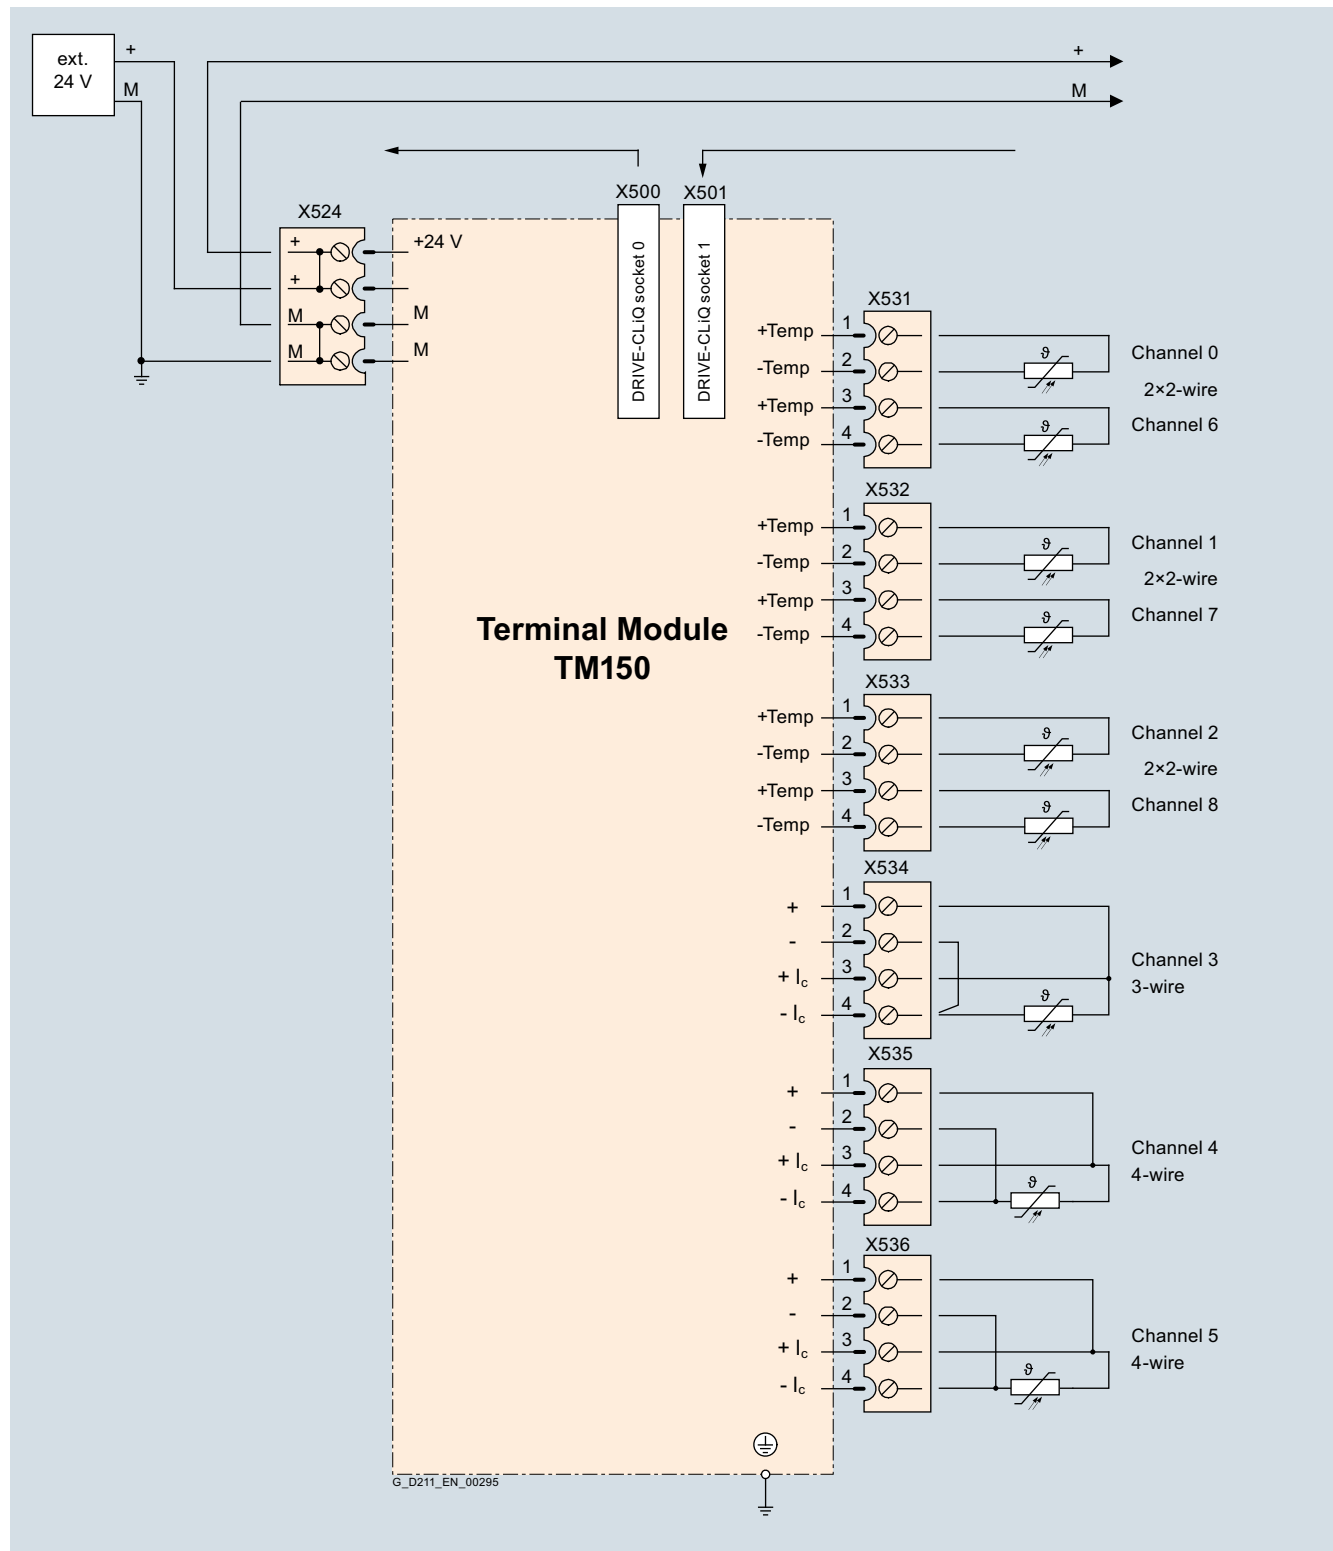 ext.
24 V
+
M
+
M
X500
X501
X524
+
+24 V
+
M
M
M
M
DRIVE-CLiQ socket 0
DRIVE-CLiQ socket 1
Terminal Module
TM150
X531
+Temp 1
-Temp 2
+Temp 3
-Temp 4
ϑ
ϑ
Channel 0
2×2-wire
Channel 6
X532
+Temp 1
-Temp 2
+Temp 3
-Temp 4
ϑ
ϑ
Channel 1
2×2-wire
Channel 7
X533
+Temp 1
-Temp 2
+Temp 3
-Temp 4
ϑ
ϑ
Channel 2
2×2-wire
Channel 8
X534
+ 1
- 2
+ Ic 3
- Ic 4
ϑ
Channel 3
3-wire
X535
+ 1
- 2
+ Ic 3
- Ic 4
ϑ
Channel 4
4-wire
X536
+ 1
- 2
+ Ic 3
- Ic 4
ϑ
Channel 5
4-wire
G_D211_EN_00295